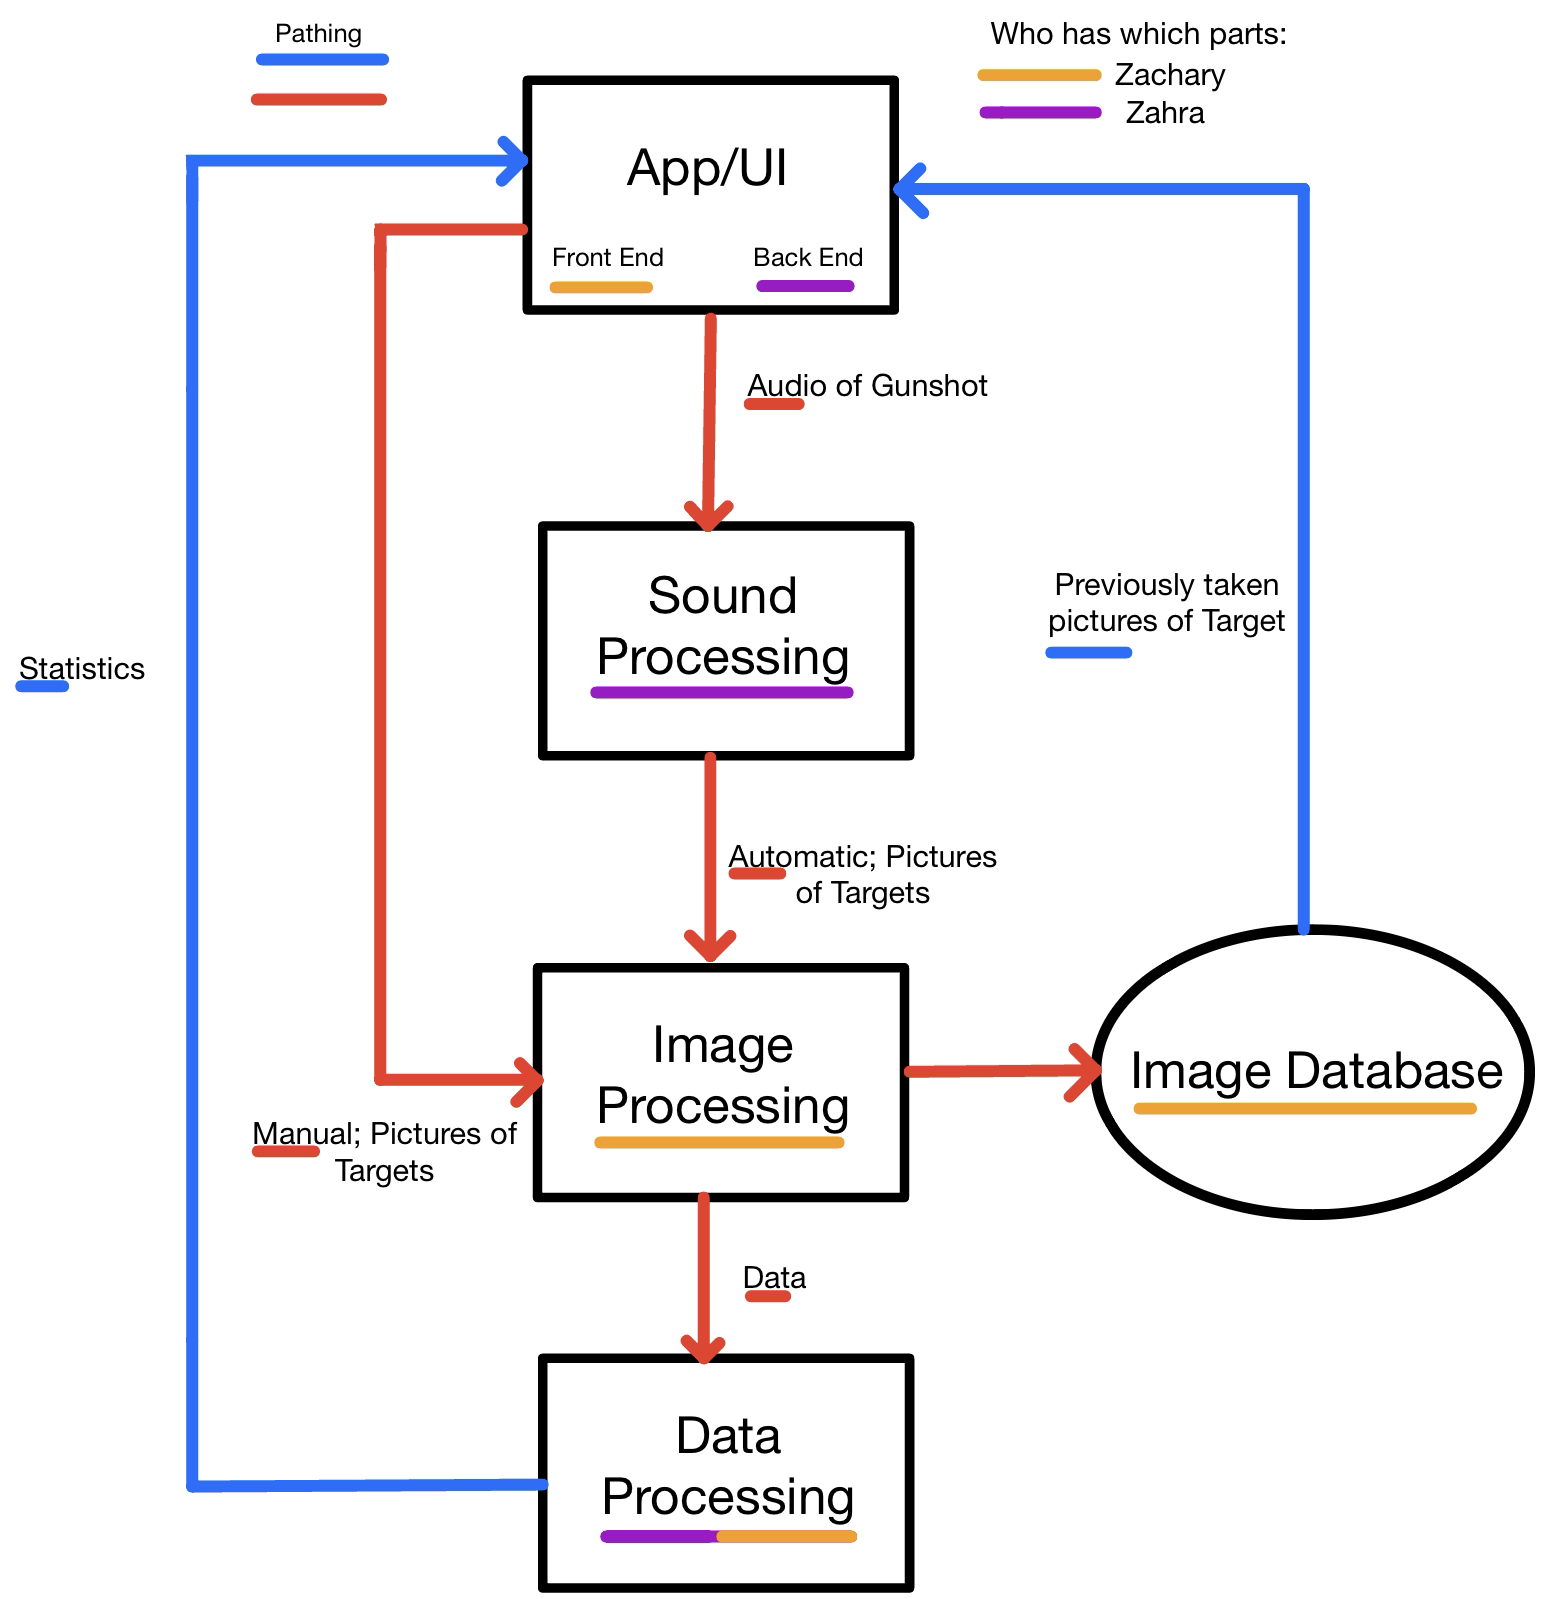 Pathing
Who has which parts:
Zachary
Zahra
App/UI
Front End
Back End
Audio of Gunshot
Sound
Processing
Previously taken
pictures of Target
Statistics
Automatic; Pictures
of Targets
Image
Processing
Image Database
Manual; Pictures of
Targets
Data
Data
Processing